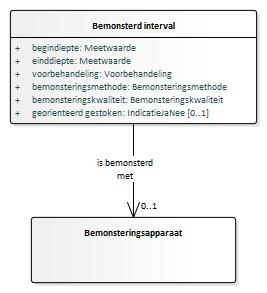 Bemonsterd interval
+ begindiepte: Meetwaarde
+ einddiepte: Meetwaarde
+ voorbehandeling: Voorbehandeling
+ bemonsteringsmethode: Bemonsteringsmethode
+ bemonsteringskwaliteit: Bemonsteringskwaliteit
+ georienteerd gestoken: IndicatieJaNee [0..1]
is bemonsterd
met
0..1
Bemonsteringsapparaat